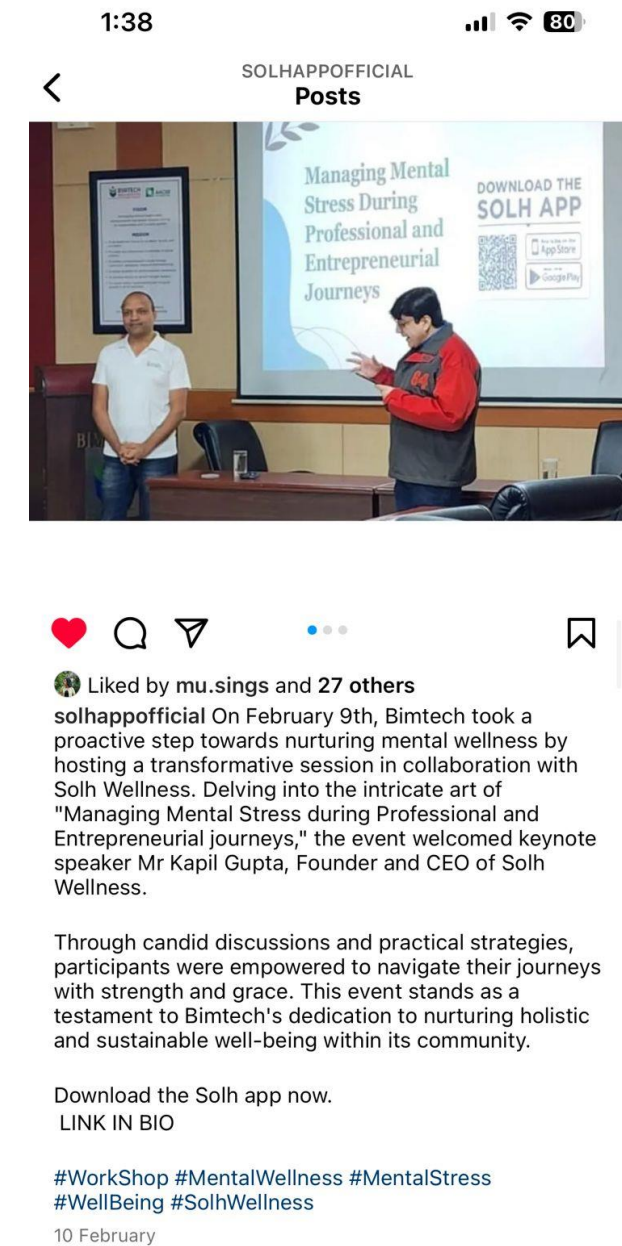 1:38
80
SOLHAPPOFFICIAL
Posts
BIMTECH
VISION
MISSION
Managing Mental
Stress During
Professional and
Entrepreneurial
Journeys
DOWNLOAD THE
SOLH APP
App Store
Google Play
84
BIM
Liked by mu.sings and 27 others
solhappofficial On February 9th, Bimtech took a
proactive step towards nurturing mental wellness by
hosting a transformative session in collaboration with
Solh Wellness. Delving into the intricate art of
"Managing Mental Stress during Professional and
Entrepreneurial journeys," the event welcomed keynote
speaker Mr Kapil Gupta, Founder and CEO of Solh
Wellness.
Through candid discussions and practical strategies,
participants were empowered to navigate their journeys
with strength and grace. This event stands as a
testament to Bimtech's dedication to nurturing holistic
and sustainable well-being within its community.
Download the Solh app now.
LINK IN BIO
#WorkShop #MentalWellness #MentalStress
#WellBeing #SolhWellness
10 February